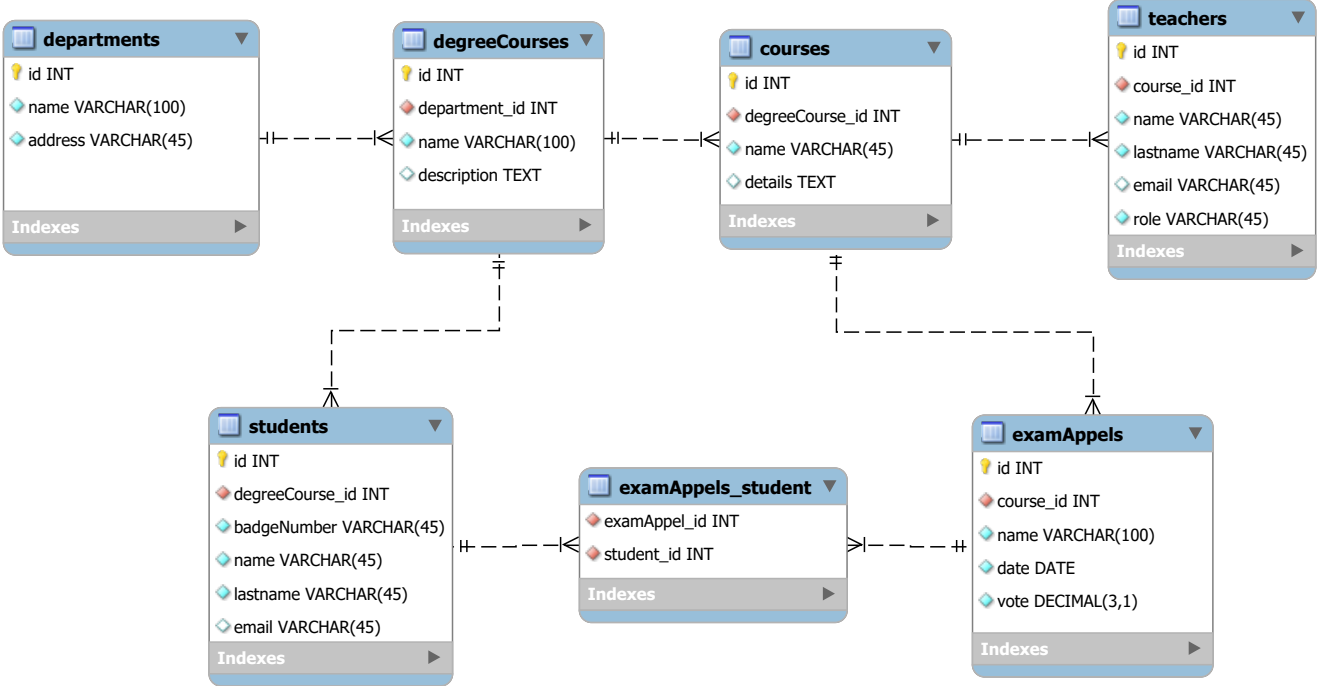 departments
id INT
name VARCHAR(100)
address VARCHAR(45)
Indexes
degreeCourses
id INT
department_id INT
name VARCHAR(100)
description TEXT
Indexes
courses
id INT
degreeCourse_id INT
name VARCHAR(45)
details TEXT
Indexes
teachers
id INT
course_id INT
name VARCHAR(45)
lastname VARCHAR(45)
email VARCHAR(45)
role VARCHAR(45)
Indexes
students
id INT
degreeCourse_id INT
badgeNumber VARCHAR(45)
name VARCHAR(45)
lastname VARCHAR(45)
email VARCHAR(45)
Indexes
examAppels_student
examAppel_id INT
student_id INT
Indexes
examAppels
id INT
course_id INT
name VARCHAR(100)
date DATE
vote DECIMAL(3,1)
Indexes